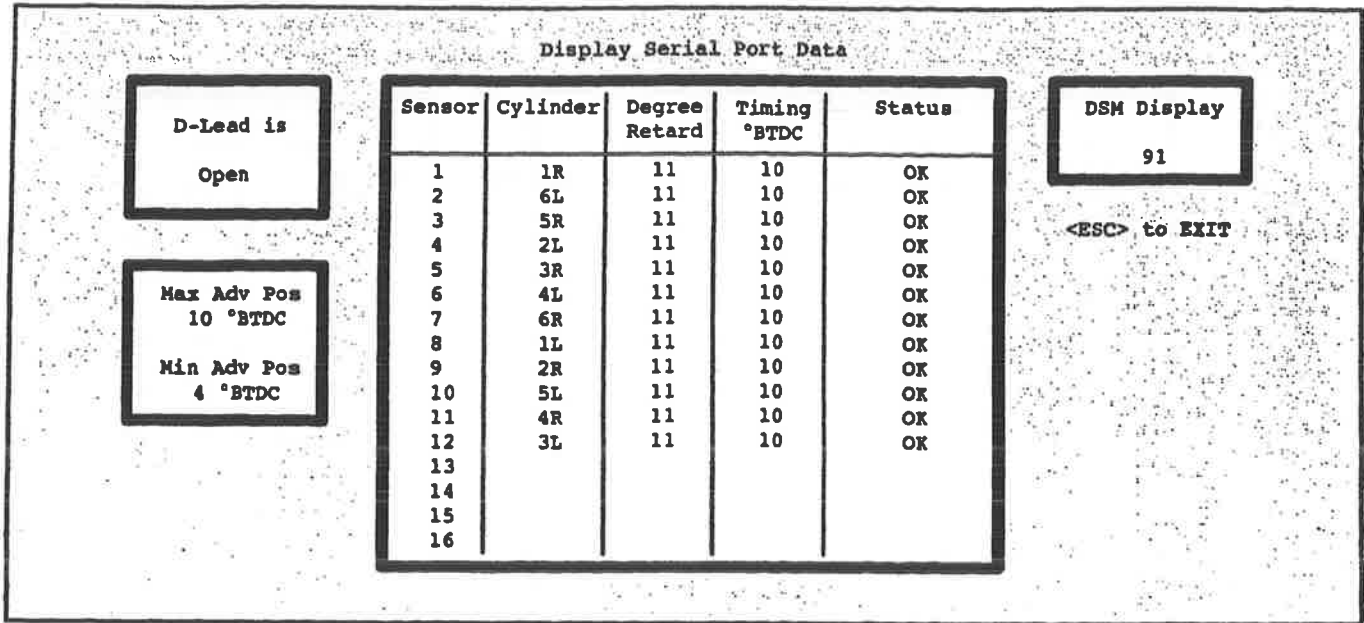 Display Serial Port Data
D-Lead is
Open
Max Adv Pos
10 °BTDC
Min Adv Pos
4 °BTDC
Sensor Cylinder Degree Retard Timing °BTDC Status
1 1R 11 10 OK
2 6L 11 10 OK
3 5R 11 10 OK
4 2L 11 10 OK
5 3R 11 10 OK
6 4L 11 10 OK
7 6R 11 10 OK
8 1L 11 10 OK
9 2R 11 10 OK
10 5L 11 10 OK
11 4R 11 10 OK
12 3L 11 10 OK
13
14
15
16
DSM Display
91
<ESC> to EXIT